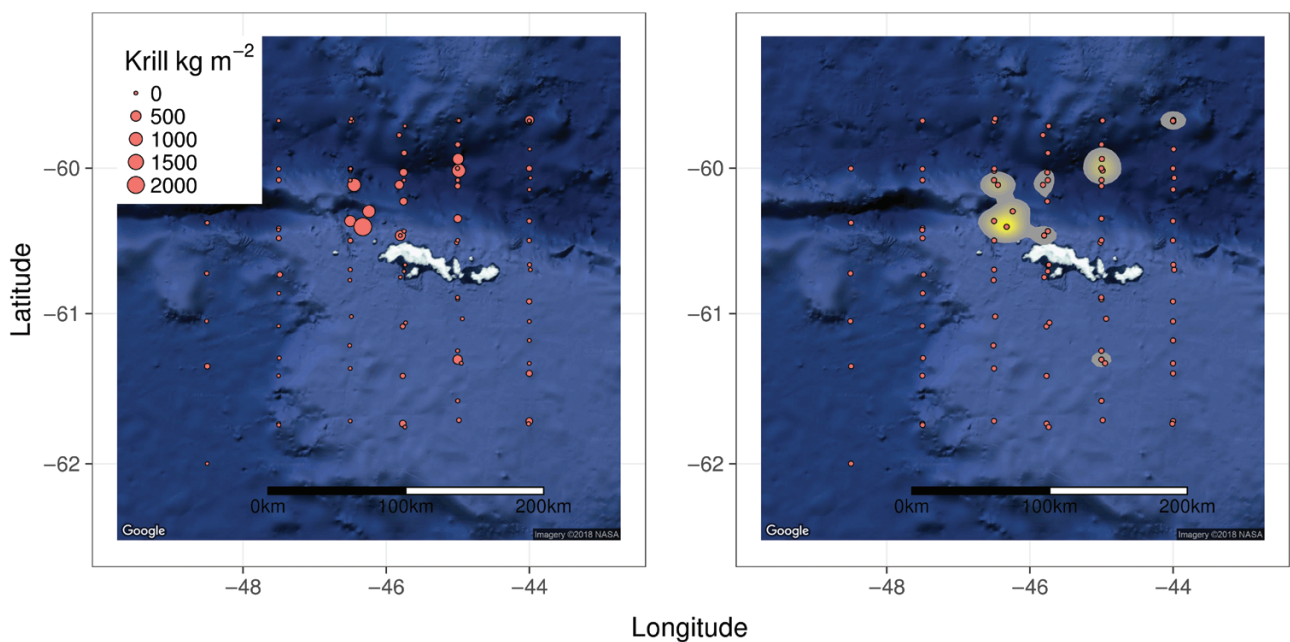 Krill kg m⁻²
0
500
1000
1500
2000
−60
−61
−62
Latitude
0km 100km 200km
Google
Imagery ©2018 NASA
−48 −46 −44
−60
−61
−62
0km 100km 200km
Google
Imagery ©2018 NASA
−48 −46 −44
Longitude